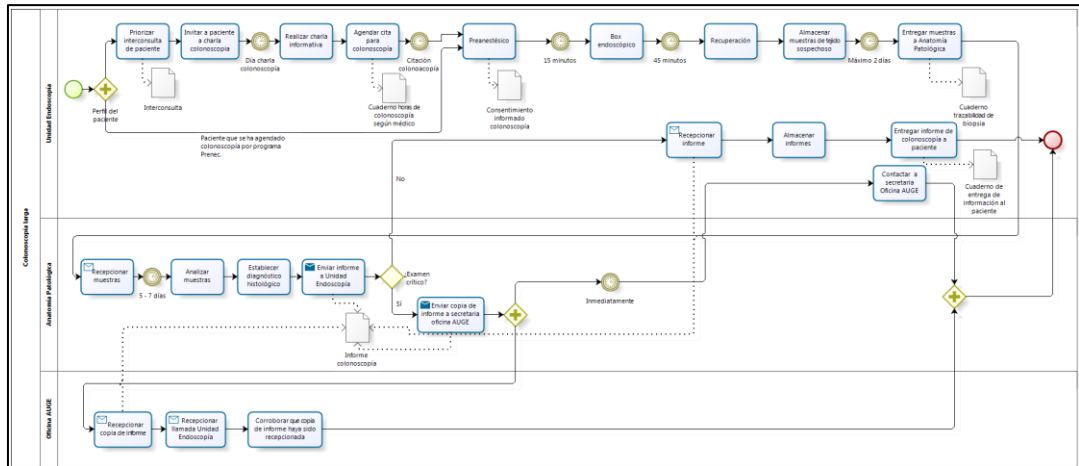 Colonoscopia larga
Unidad Endoscopía
Priorizar
interconsulta de
paciente
Invitar a paciente
a charla
colonoscopia
Día charla
colonoscopia
Realizar charla
informativa
Agendar cita
para
colonoscopía
Citación
colonoacopía
Preanestésico
15 minutos
Box
endoscópico
45 minutos
Recuperación
Almacenar
muestras de tejido
sospechoso
Máximo 2 días
Entregar muestras
a Anatomía
Patológica
Perfil del
paciente
Interconsulta
Cuaderno horas de
colonoscopía
según médico
Consentimiento
informado
colonoscopía
Cuaderno
trazabilidad de
biopsia
Paciente que se ha agendado
colonoscopía por programa
Prenec.
No
Recepcionar
informe
Almacenar
informes
Entregar informe de
colonoscopía a
paciente
Contactar a
secretaria
Oficina AUGE
Cuaderno de
entrega de
información al
paciente
Anatomía Patológica
Recepcionar
muestras
5 - 7 días
Analizar
muestras
Establecer
diagnóstico
histológico
Enviar informe
a Unidad
Endoscopía
¿Examen
crítico?
Sí
Enviar copia de
informe a secretaria
oficina AUGE
Inmediatamente
Informe
colonoscopía
Oficina AUGE
Recepcionar
copia de informe
Recepcionar
llamada Unidad
Endoscopía
Corroborar que copia
de informe haya sido
recepcionada